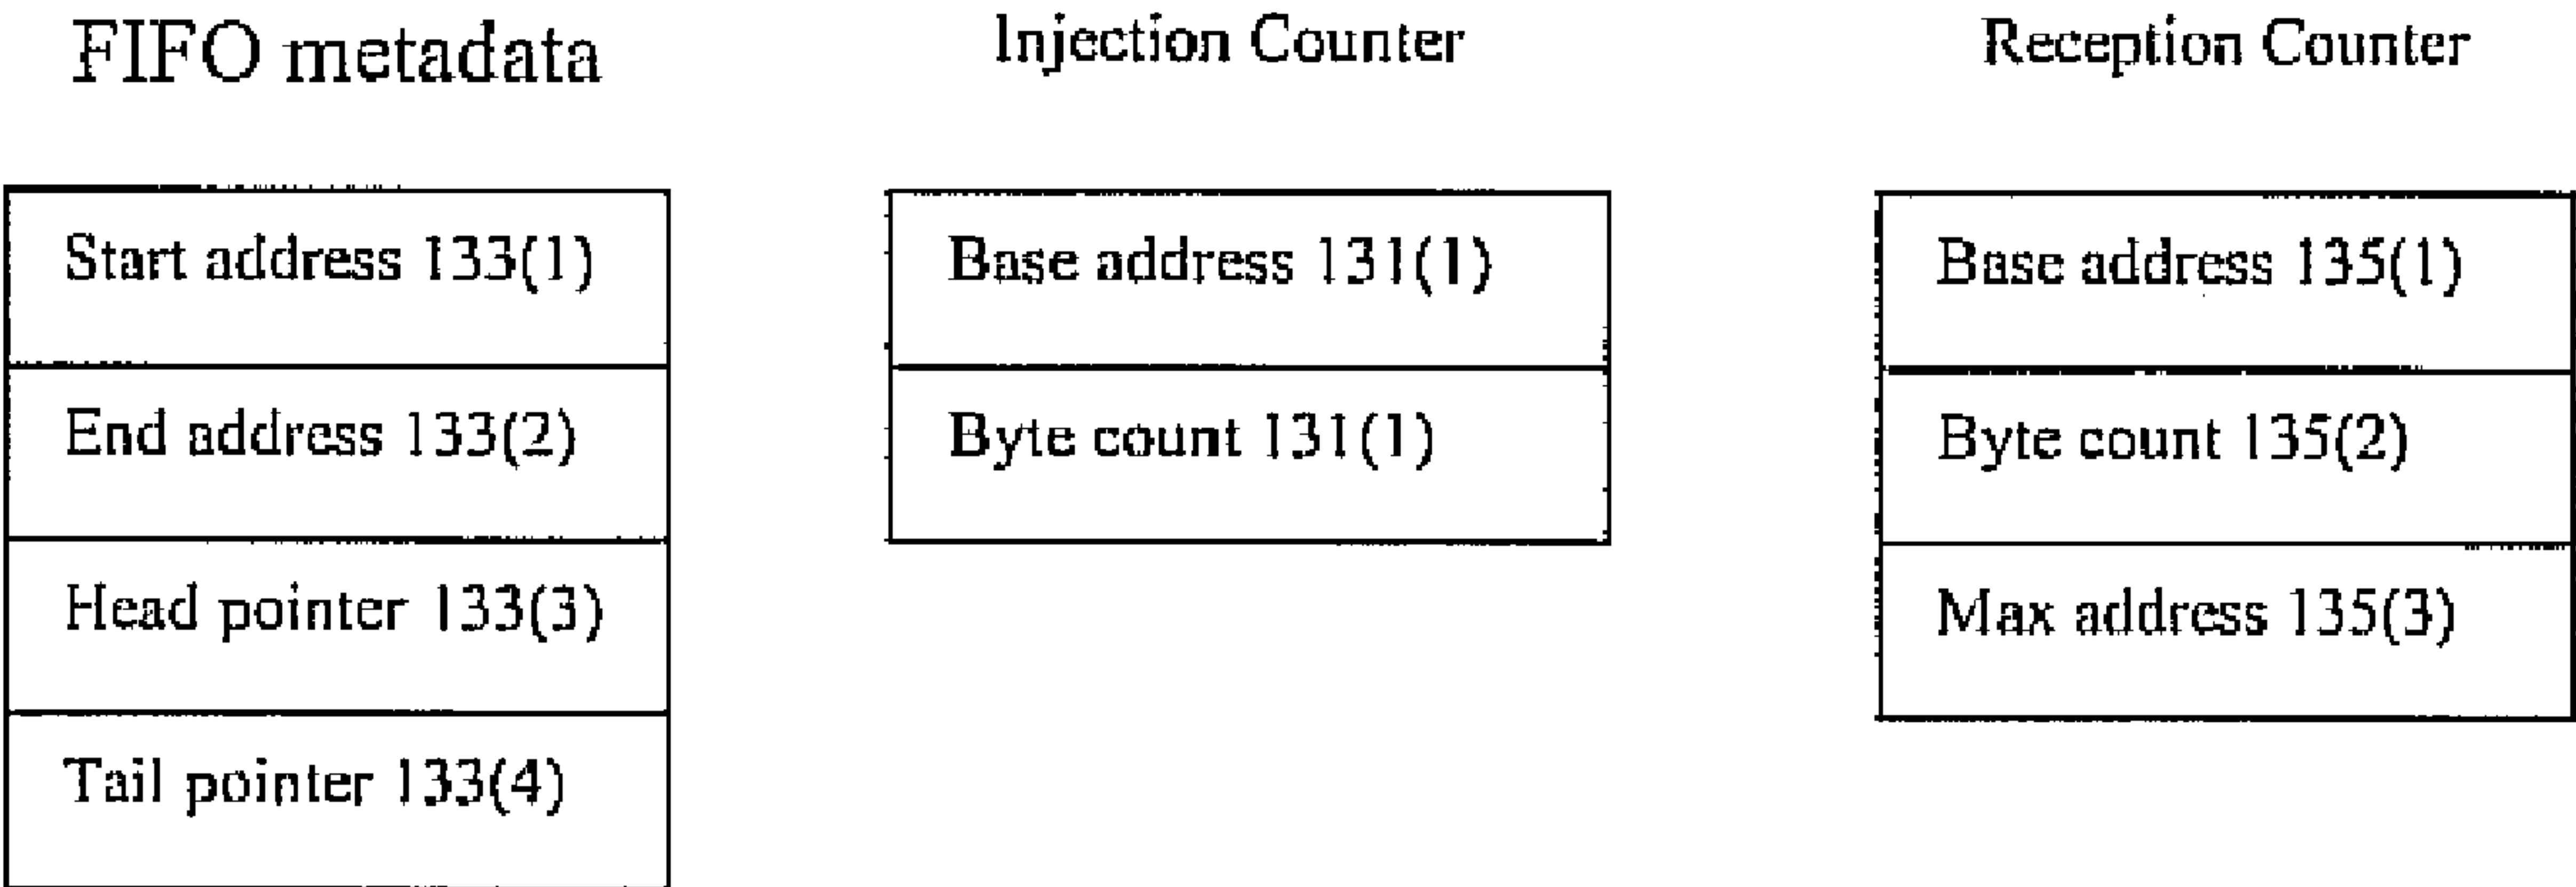 FIFO metadata
Start address 133(1)
End address 133(2)
Head pointer 133(3)
Tail pointer 133(4)
Injection Counter
Base address 131(1)
Byte count 131(1)
Reception Counter
Base address 135(1)
Byte count 135(2)
Max address 135(3)